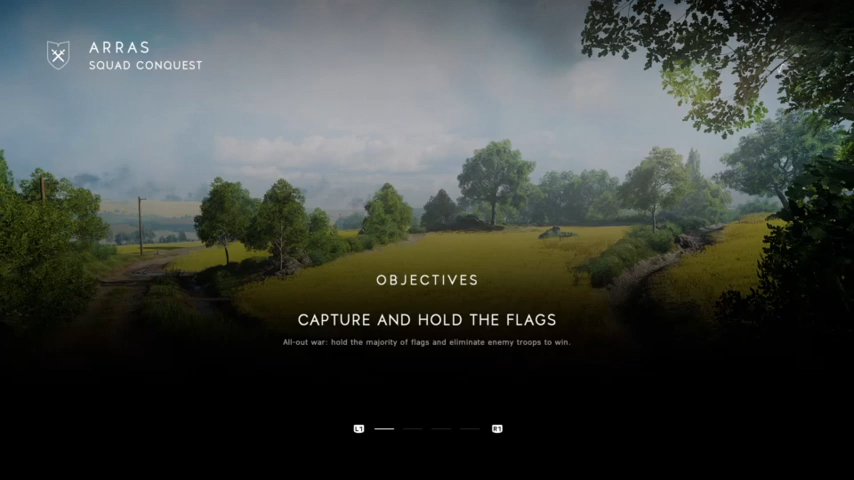 ARRAS
SQUAD CONQUEST
OBJECTIVES
CAPTURE AND HOLD THE FLAGS
All-out war: hold the majority of flags and eliminate enemy troops to win.
L1 R1